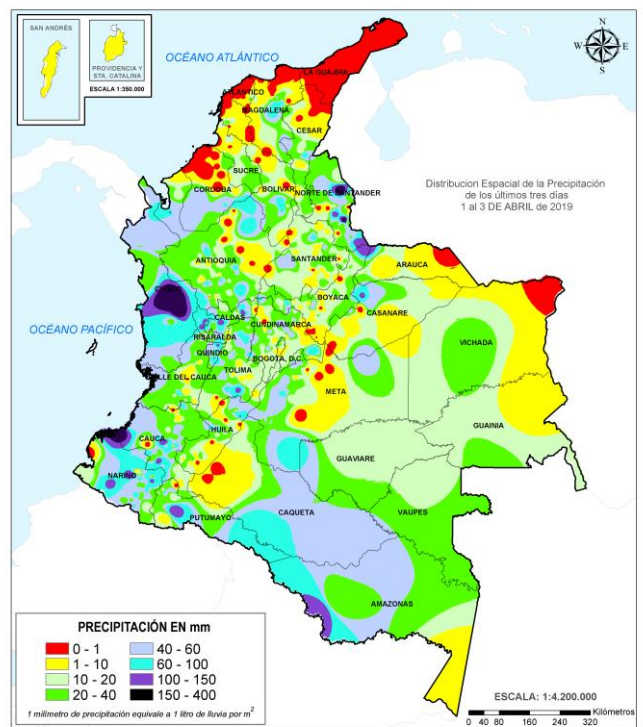 SAN ANDRÉS
PROVIDENCIA Y
STA. CATALINA
ESCALA 1:350.000
OCÉANO ATLÁNTICO
N
W E
S
LA GUAJIRA
ATLANTICO
MAGDALENA
CESAR
SUCRE
CORDOBA
BOLIVAR
NORTE DE SANTANDER
Distribucion Espacial de la Precipitación
de los últimos tres días
1 al 3 DE ABRIL de 2019
ANTIOQUIA
SANTANDER
ARAUCA
BOYACA
CASANARE
OCÉANO PACÍFICO
CALDAS
CUNDINAMARCA
RISARALDA
VICHADA
QUINDIO
BOGOTA, D.C.
TOLIMA
VALLE DEL CAUCA
META
GUAINIA
HUILA
CAUCA
GUAVIARE
NARIÑO
CAQUETA
VAUPES
PUTUMAYO
AMAZONAS
PRECIPITACIÓN EN mm
0 - 1 40 - 60
1 - 10 60 - 100
10 - 20 100 - 150
20 - 40 150 - 400
1 milimetro de precipitación equivale a 1 litro de lluvia por m²
ESCALA: 1:4.200.000
Kilómetros
0 40 80 160 240 320